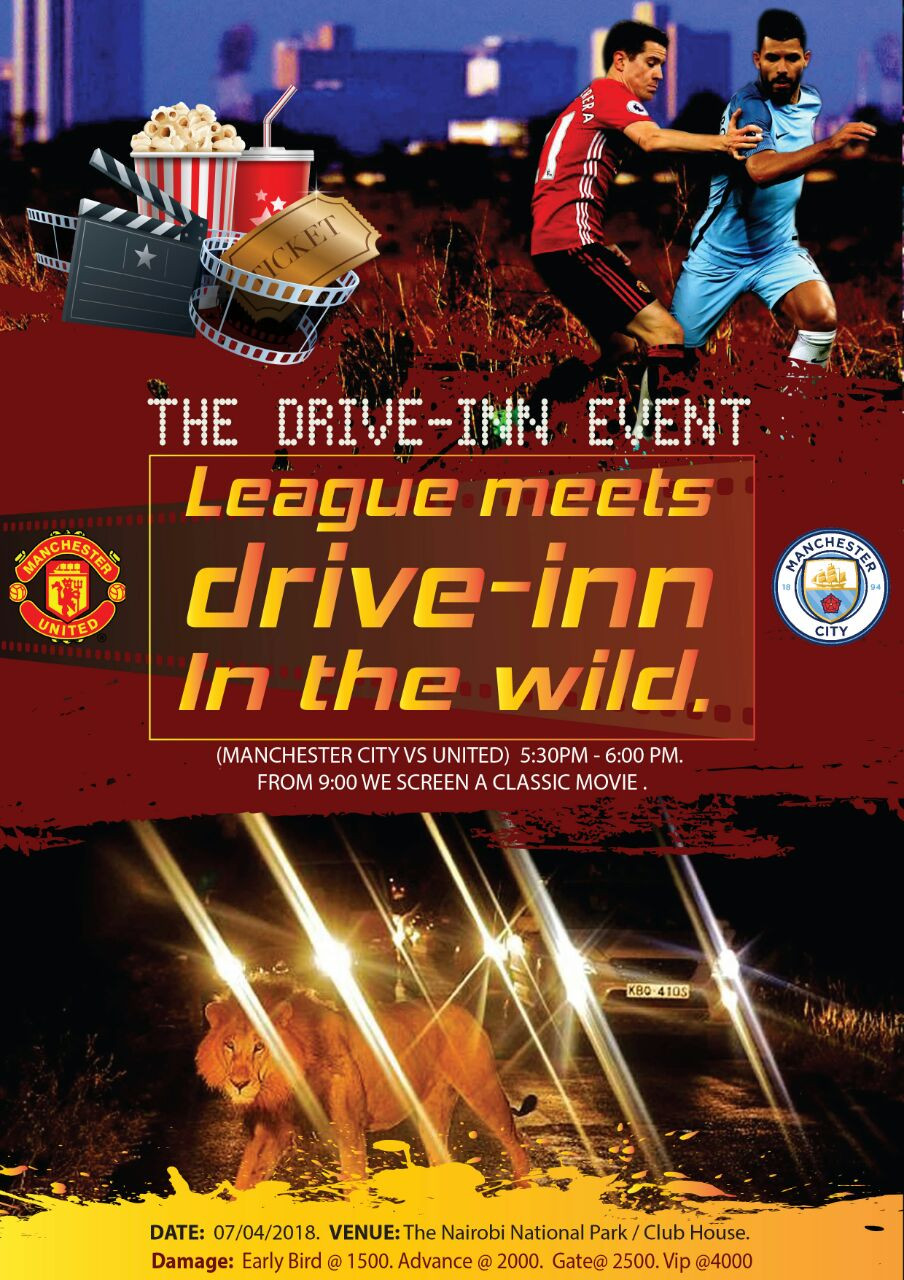 RERA
TICKET
THE DRIVE-INN EVENT
League meets
drive-inn
In the wild.
MANCHESTER
UNITED
®
MANCHESTER
18 94
CITY
(MANCHESTER CITY VS UNITED) 5:30PM - 6:00 PM.
FROM 9:00 WE SCREEN A CLASSIC MOVIE .
KBQ 410S
DATE: 07/04/2018. VENUE: The Nairobi National Park / Club House.
Damage: Early Bird @ 1500. Advance @ 2000. Gate@ 2500. Vip @4000